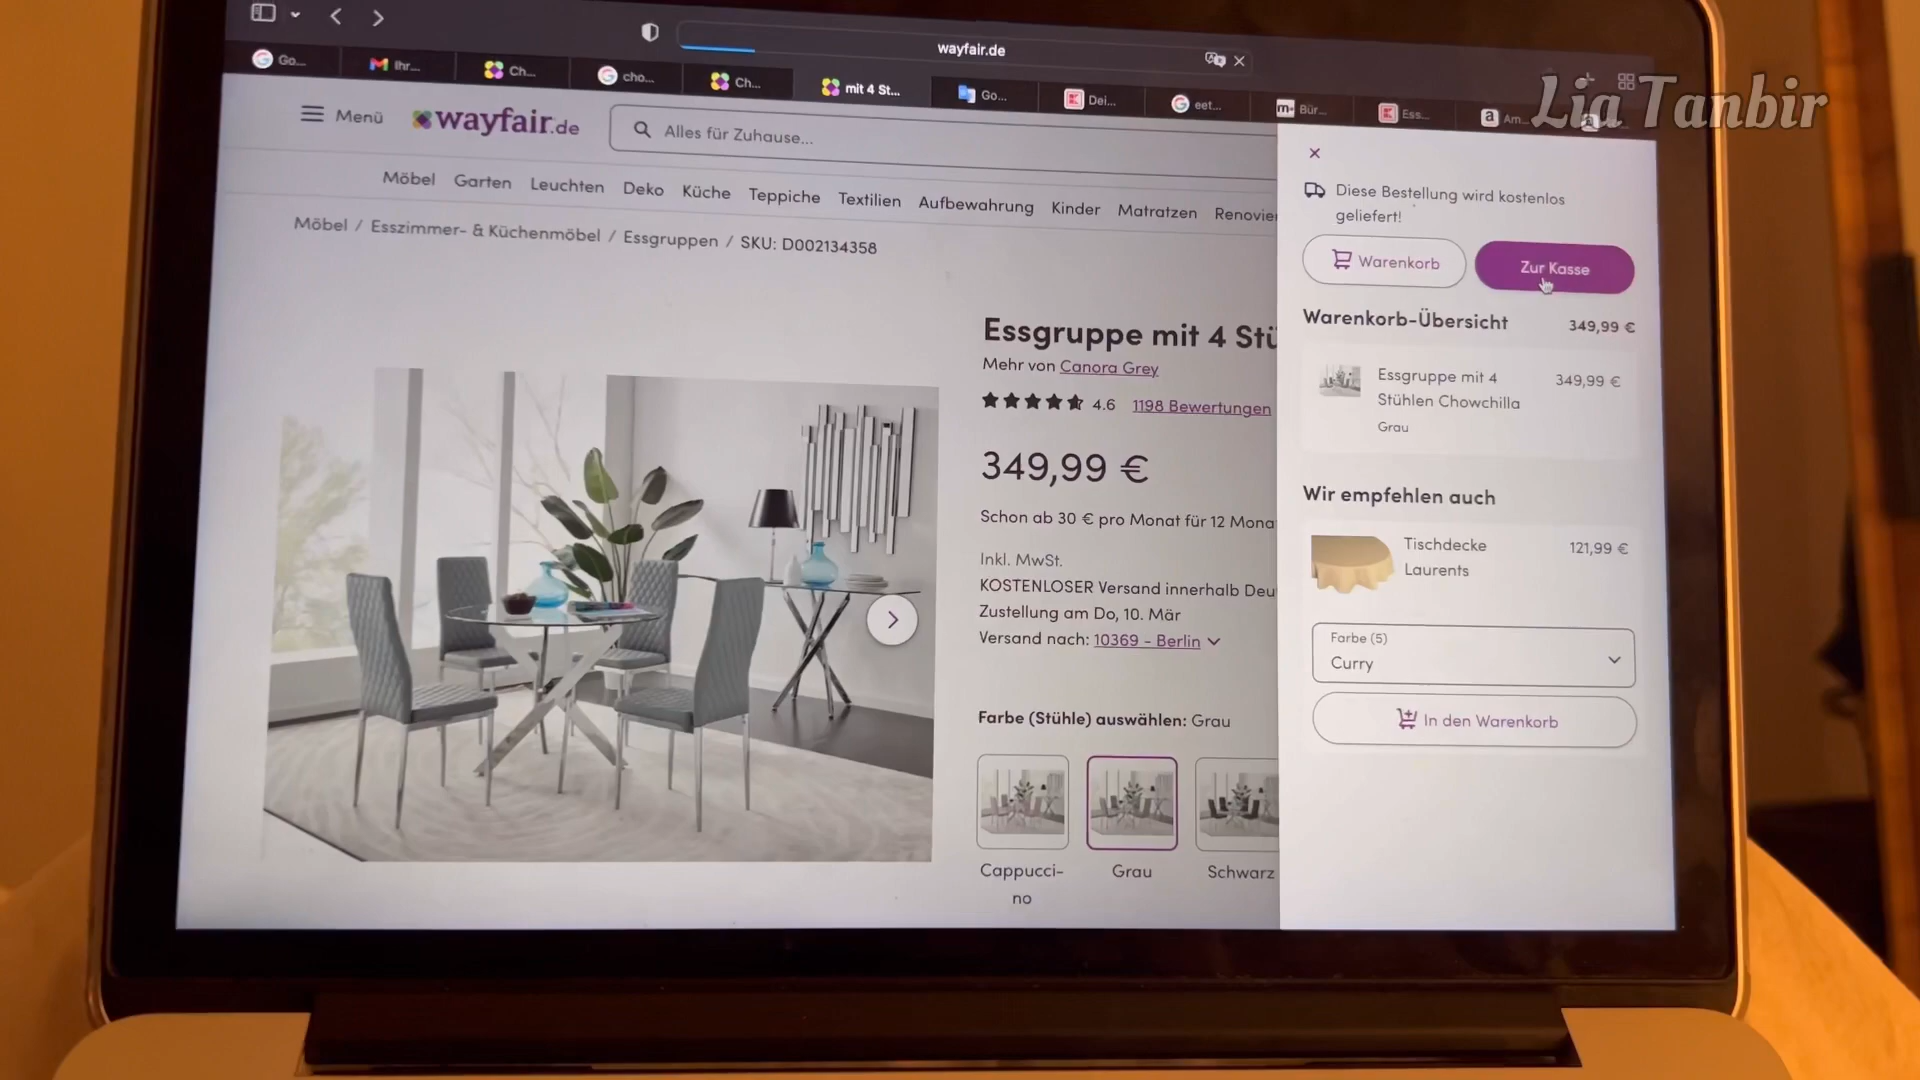 wayfair.de
Go...
Ihr...
Ch...
cho...
Ch...
mit 4 St...
Go...
Dei...
eet...
m•
Bür...
Ess...
a
Am...
a
Lia Tanbir
Menü
wayfair.de
Alles für Zuhause...
Möbel Garten Leuchten Deko Küche Teppiche Textilien Aufbewahrung Kinder Matratzen Renovie
Möbel / Esszimmer- & Küchenmöbel / Essgruppen / SKU: D002134358
Essgruppe mit 4 Stü
Mehr von Canora Grey
4.6 1198 Bewertungen
349,99 €
Schon ab 30 € pro Monat für 12 Mona
Inkl. MwSt.
KOSTENLOSER Versand innerhalb Deu
Zustellung am Do, 10. Mär
Versand nach: 10369 - Berlin
Farbe (Stühle) auswählen: Grau
Cappucci-
no
Grau
Schwarz
Diese Bestellung wird kostenlos
geliefert!
Warenkorb
Zur Kasse
Warenkorb-Übersicht 349,99 €
Essgruppe mit 4 349,99 €
Stühlen Chowchilla
Grau
Wir empfehlen auch
Tischdecke 121,99 €
Laurents
Farbe (5)
Curry
In den Warenkorb